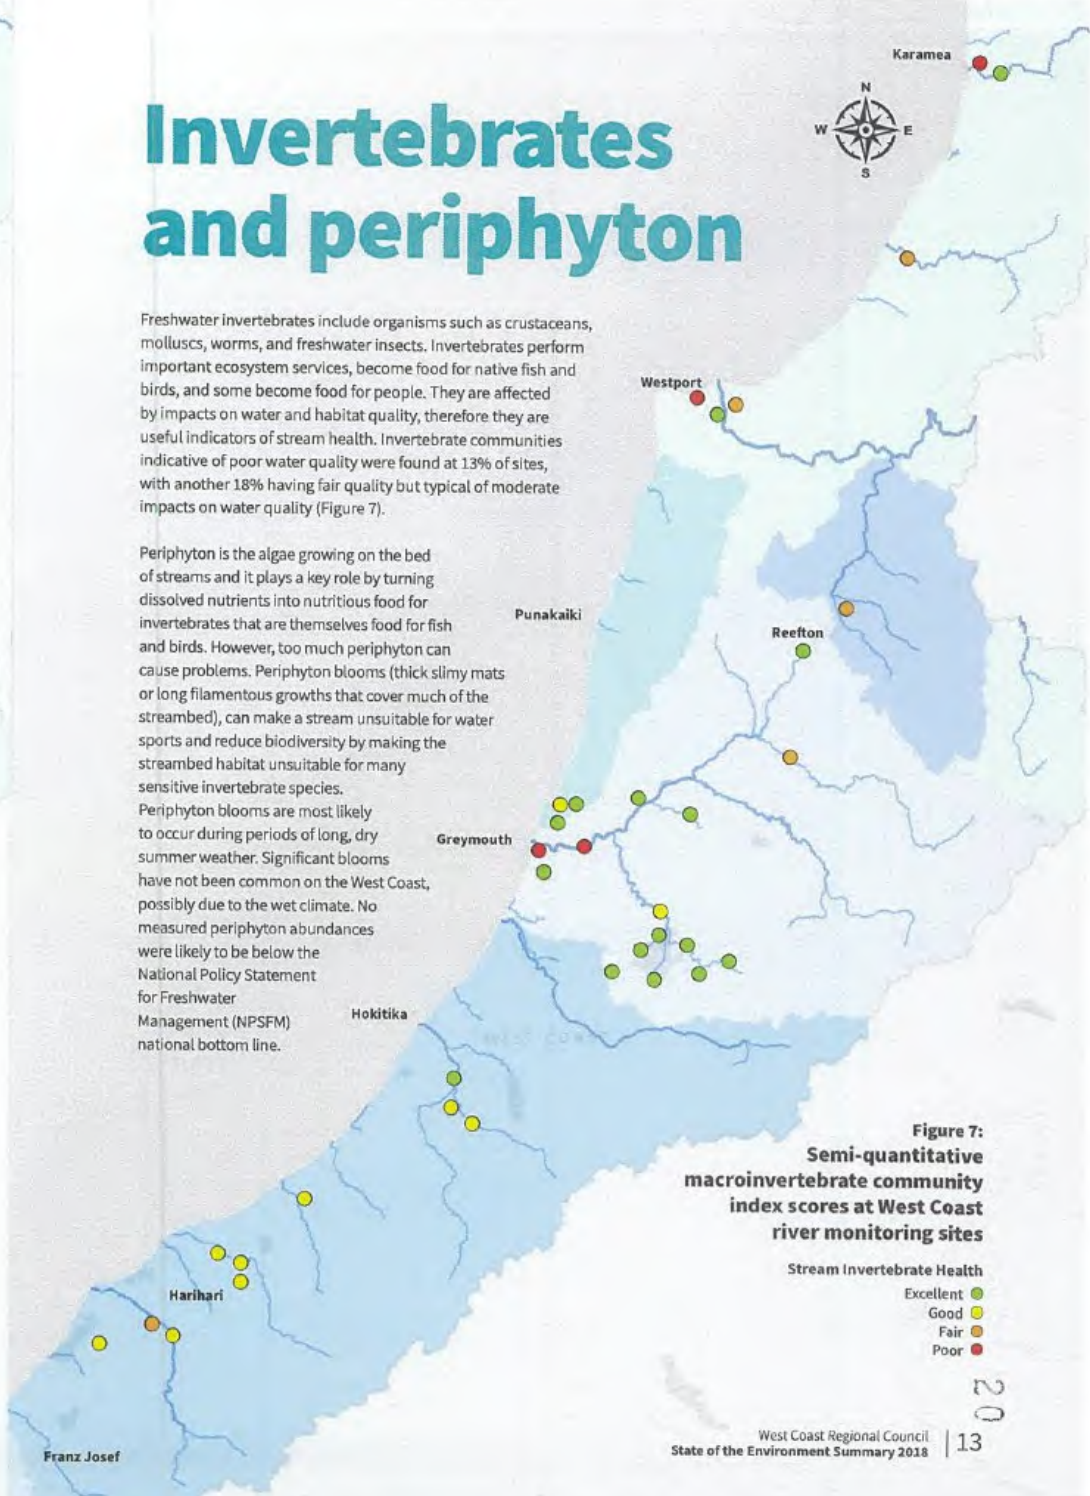 Karamea
N
W E
S
Invertebrates
and periphyton
Freshwater invertebrates include organisms such as crustaceans,
molluscs, worms, and freshwater insects. Invertebrates perform
important ecosystem services, become food for native fish and
birds, and some become food for people. They are affected
by impacts on water and habitat quality, therefore they are
useful indicators of stream health. Invertebrate communities
indicative of poor water quality were found at 13% of sites,
with another 18% having fair quality but typical of moderate
impacts on water quality (Figure 7).
Westport
Periphyton is the algae growing on the bed
of streams and it plays a key role by turning
dissolved nutrients into nutritious food for
invertebrates that are themselves food for fish
and birds. However, too much periphyton can
cause problems. Periphyton blooms (thick slimy mats
or long filamentous growths that cover much of the
streambed), can make a stream unsuitable for water
sports and reduce biodiversity by making the
streambed habitat unsuitable for many
sensitive invertebrate species.
Periphyton blooms are most likely
to occur during periods of long, dry
summer weather. Significant blooms
have not been common on the West Coast,
possibly due to the wet climate. No
measured periphyton abundances
were likely to be below the
National Policy Statement
for Freshwater
Management (NPSFM)
national bottom line.
Punakaiki
Reefton
Greymouth
Hokitika
WEST COAST
Harihari
Franz Josef
Figure 7:
Semi-quantitative
macroinvertebrate community
index scores at West Coast
river monitoring sites
Stream Invertebrate Health
Excellent
Good
Fair
Poor
20
West Coast Regional Council
State of the Environment Summary 2018
13